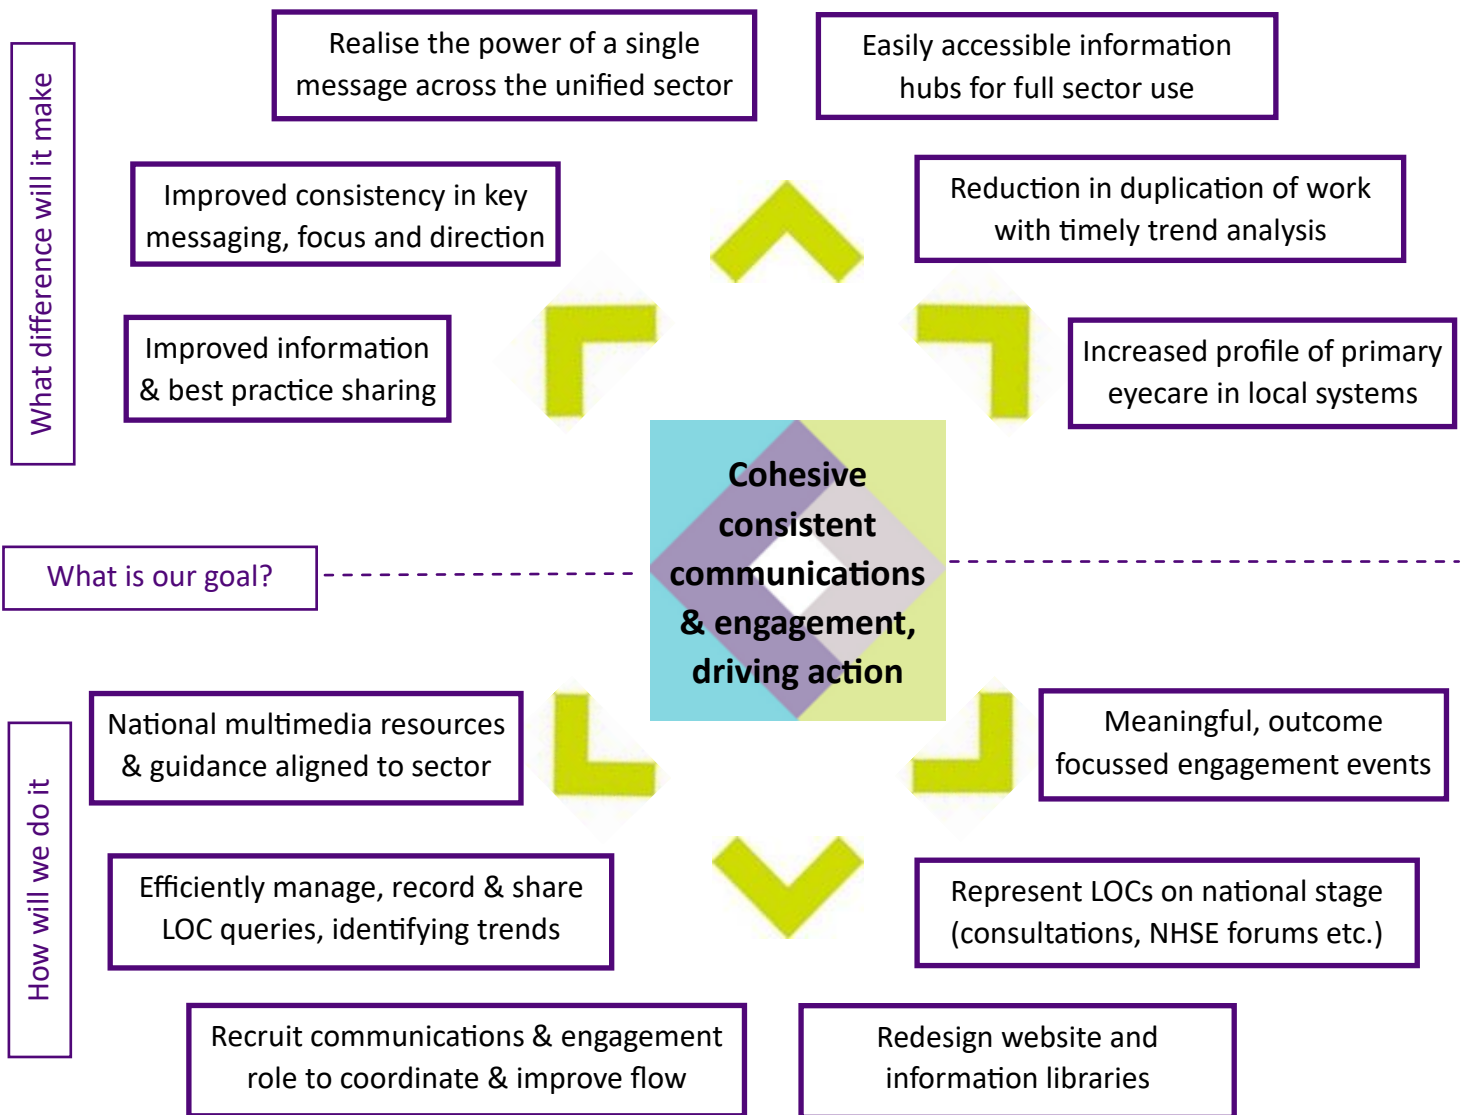 What difference will it make
Realise the power of a single
message across the unified sector
Easily accessible information
hubs for full sector use
Improved consistency in key
messaging, focus and direction
Reduction in duplication of work
with timely trend analysis
Improved information
& best practice sharing
Increased profile of primary
eyecare in local systems
What is our goal?
Cohesive
consistent
communications
& engagement,
driving action
How will we do it
National multimedia resources
& guidance aligned to sector
Meaningful, outcome
focussed engagement events
Efficiently manage, record & share
LOC queries, identifying trends
Represent LOCs on national stage
(consultations, NHSE forums etc.)
Recruit communications & engagement
role to coordinate & improve flow
Redesign website and
information libraries